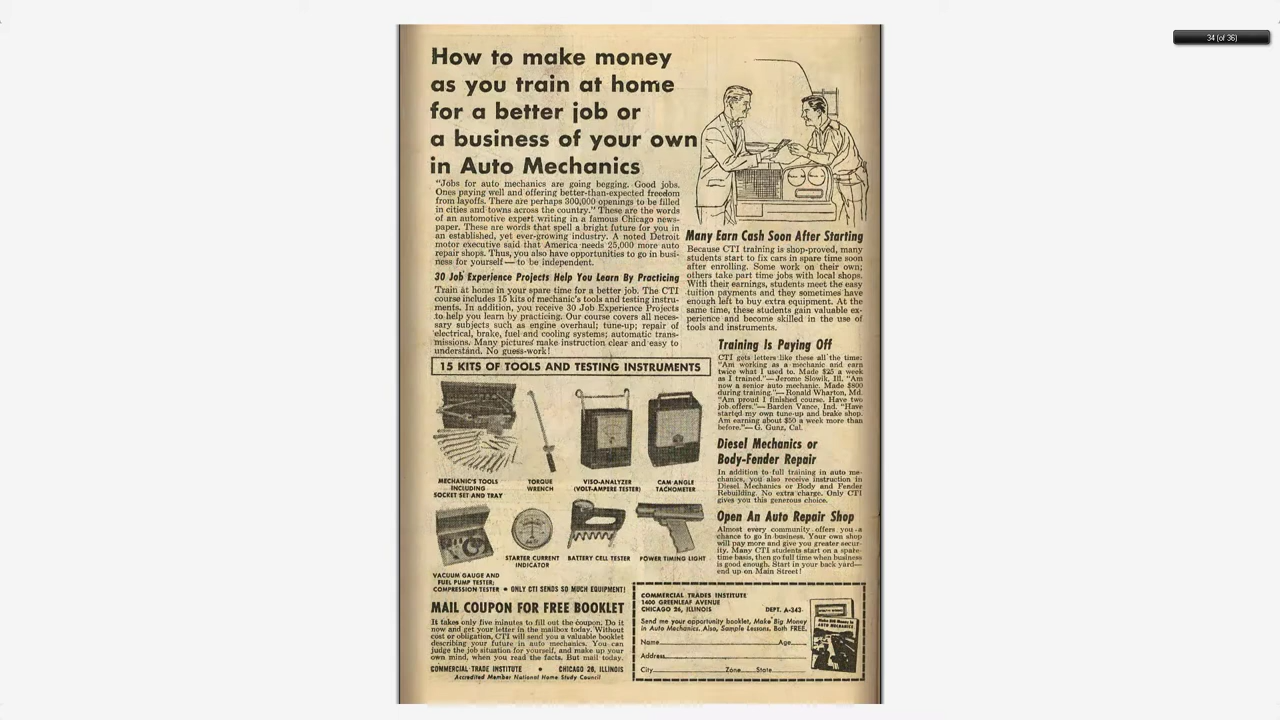 34 (of 36)
How to make money
as you train at home
for a better job or
a business of your own
in Auto Mechanics
"Jobs for auto mechanics are going begging. Good jobs.
Ones paying well and offering better-than-expected freedom
from layoffs. There are perhaps 300,000 openings to be filled
in cities and towns across the country." These are the words
of an automotive expert writing in a famous Chicago news-
paper. These are words that spell a bright future for you in
an established, yet ever-growing industry. A noted Detroit
motor executive said that America needs 25,000 more auto
repair shops. Thus, you also have opportunities to go in busi-
ness for yourself — to be independent.
30 Job Experience Projects Help You Learn By Practicing
Train at home in your spare time for a better job. The CTI
course includes 15 kits of mechanic's tools and testing instru-
ments. In addition, you receive 30 Job Experience Projects
to help you learn by practicing. Our course covers all neces-
sary subjects such as engine overhaul; tune-up; repair of
electrical, brake, fuel and cooling systems; automatic trans-
missions. Many pictures make instruction clear and easy to
understand. No guess-work!
Many Earn Cash Soon After Starting
Because CTI training is shop-proved, many
students start to fix cars in spare time soon
after enrolling. Some work on their own;
others take part time jobs with local shops.
With their earnings, students meet the easy
tuition payments and they sometimes have
enough left to buy extra equipment. At the
same time, these students gain valuable ex-
perience and become skilled in the use of
tools and instruments.
15 KITS OF TOOLS AND TESTING INSTRUMENTS
MECHANIC'S TOOLS
INCLUDING
SOCKET SET AND TRAY
TORQUE
WRENCH
VISO-ANALYZER
(VOLT-AMPERE TESTER)
CAM ANGLE
TACHOMETER
VACUUM GAUGE AND
FUEL PUMP TESTER;
COMPRESSION TESTER
STARTER CURRENT
INDICATOR
BATTERY CELL TESTER
POWER TIMING LIGHT
• ONLY CTI SENDS SO MUCH EQUIPMENT!
Training Is Paying Off
CTI gets letters like these all the time:
"Am working as a mechanic and earn
twice what I used to. Made $25 a week
as I trained."— Jerome Slowik, Ill. "Am
now a senior auto mechanic. Made $800
during training."— Ronald Wharton, Md.
"Am proud I finished course. Have two
job offers."— Barden Vance, Ind. "Have
started my own tune-up and brake shop.
Am earning about $50 a week more than
before."— G. Gunz, Cal.
Diesel Mechanics or
Body-Fender Repair
In addition to full training in auto me-
chanics, you also receive instruction in
Diesel Mechanics or Body and Fender
Rebuilding. No extra charge. Only CTI
gives you this generous choice.
Open An Auto Repair Shop
Almost every community offers you a
chance to go in business. Your own shop
will pay more and give you greater secur-
ity. Many CTI students start on a spare-
time basis, then go full time when business
is good enough. Start in your back yard—
end up on Main Street!
MAIL COUPON FOR FREE BOOKLET
It takes only five minutes to fill out the coupon. Do it
now and get your letter in the mailbox today. Without
cost or obligation, CTI will send you a valuable booklet
describing your future in auto mechanics. You can
judge the job situation for yourself, and make up your
own mind, when you read the facts. But mail today.
COMMERCIAL TRADE INSTITUTE • CHICAGO 26, ILLINOIS
Accredited Member National Home Study Council
COMMERCIAL TRADES INSTITUTE
1400 GREENLEAF AVENUE
CHICAGO 26, ILLINOIS DEPT. A-343
Send me your opportunity booklet, Make Big Money
in Auto Mechanics. Also, Sample Lessons. Both FREE.
Name Age
Address
City Zone State
Make BIG Money in
AUTO MECHANICS